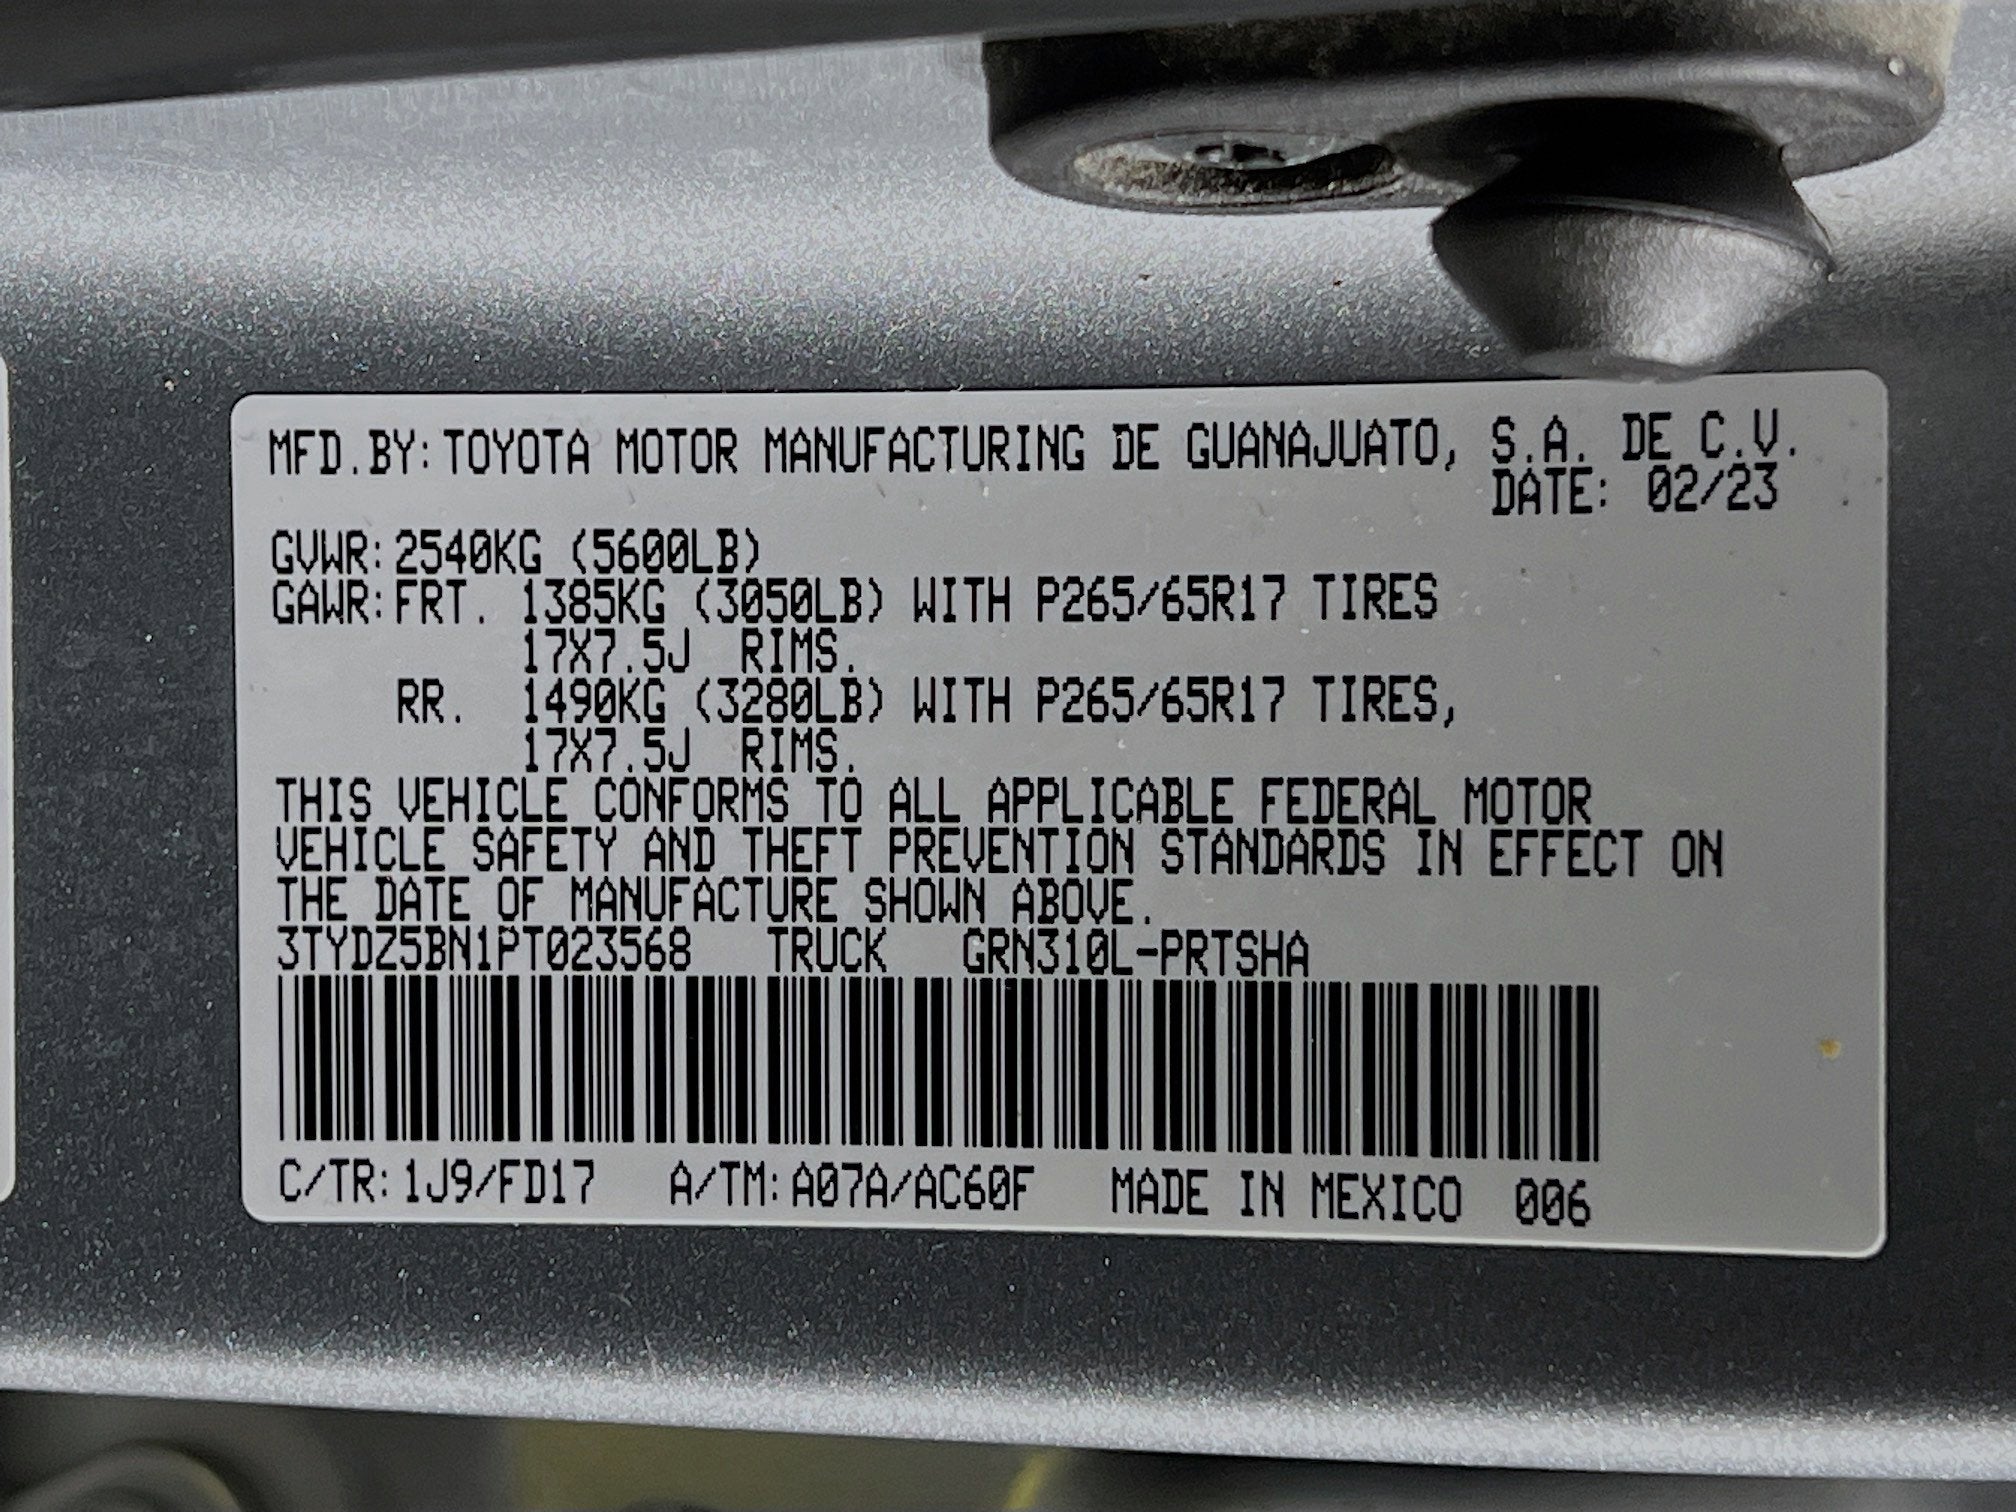 MFD.BY:TOYOTA MOTOR MANUFACTURING DE GUANAJUATO, S.A. DE C.V.
DATE: 02/23
GVWR:2540KG (5600LB)
GAWR:FRT. 1385KG (3050LB) WITH P265/65R17 TIRES
17X7.5J RIMS.
RR. 1490KG (3280LB) WITH P265/65R17 TIRES,
17X7.5J RIMS.
THIS VEHICLE CONFORMS TO ALL APPLICABLE FEDERAL MOTOR
VEHICLE SAFETY AND THEFT PREVENTION STANDARDS IN EFFECT ON
THE DATE OF MANUFACTURE SHOWN ABOVE.
3TYDZ5BN1PT023568 TRUCK GRN310L-PRTSHA
C/TR:1J9/FD17 A/TM:A07A/AC60F MADE IN MEXICO 006